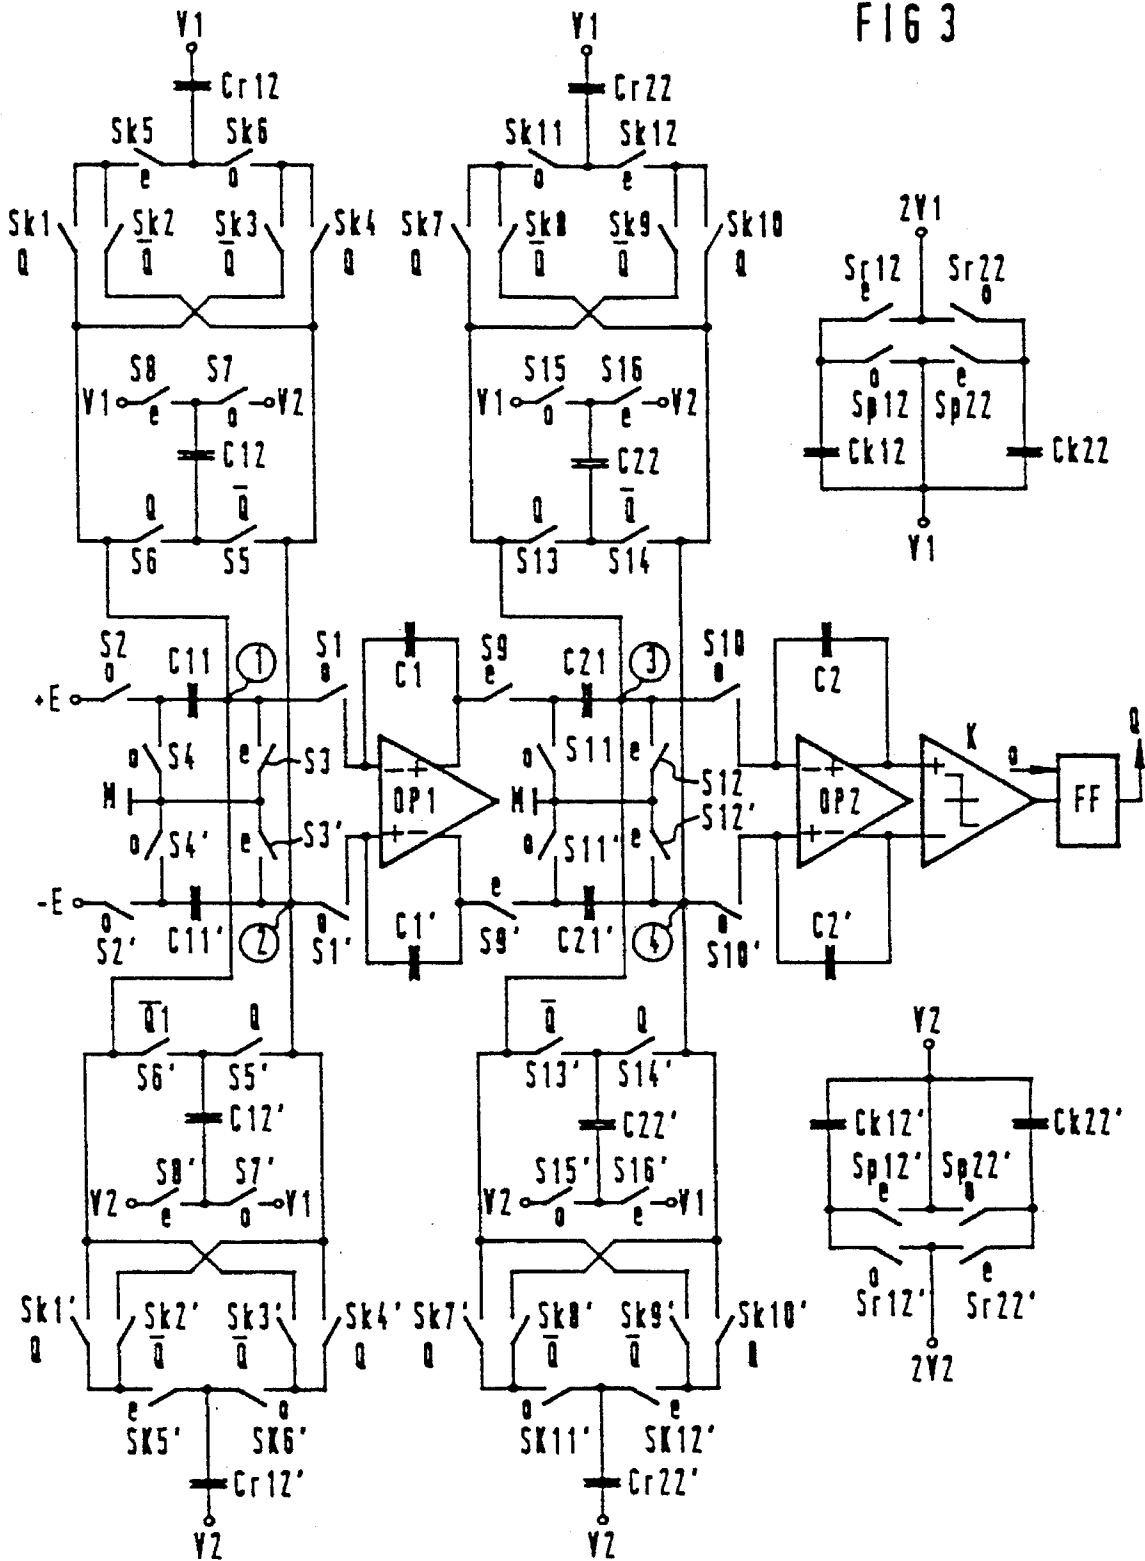 FIG 3
V1 V1
Cr12 Cr22
Sk5 Sk6 Sk11 Sk12
e o o e
Sk1 Sk2 Sk3 Sk4 Sk7 Sk8 Sk9 Sk10
Q Q̅ Q̅ Q Q Q̅ Q̅ Q
2V1
Sr12 Sr22
e o
S8 S7 S15 S16
V1 e o V2 V1 o e V2
o e
Sp12 Sp22
C12 C22 Ck12 Ck22
Q Q̅ Q Q̅
S6 S5 S13 S14
V1
S2 C11 1 S1 C1 S9 C21 3 S10 C2
o o e o
+E
S4 S3 S11 S12 K Q
o e o e o
M OP1 M OP2 FF
- + - + +
+ - + - -
S4' S3' S11' S12'
o e o e
-E
S2' C11' 2 S1' C1' S9' C21' 4 S10' C2'
o o e o
Q̅1 Q Q̅ Q
S6' S5' S13' S14'
V2
C12' C22' Ck12' Ck22'
S8' S7' S15' S16' Sp12' Sp22'
V2 e o V1 V2 o e V1 e o
o e
Sr12' Sr22'
Sk1' Sk2' Sk3' Sk4' Sk7' Sk8' Sk9' Sk10'
Q Q̅ Q̅ Q Q Q̅ Q̅ Q
2V2
e o o e
SK5' SK6' SK11' SK12'
Cr12' Cr22'
V2 V2